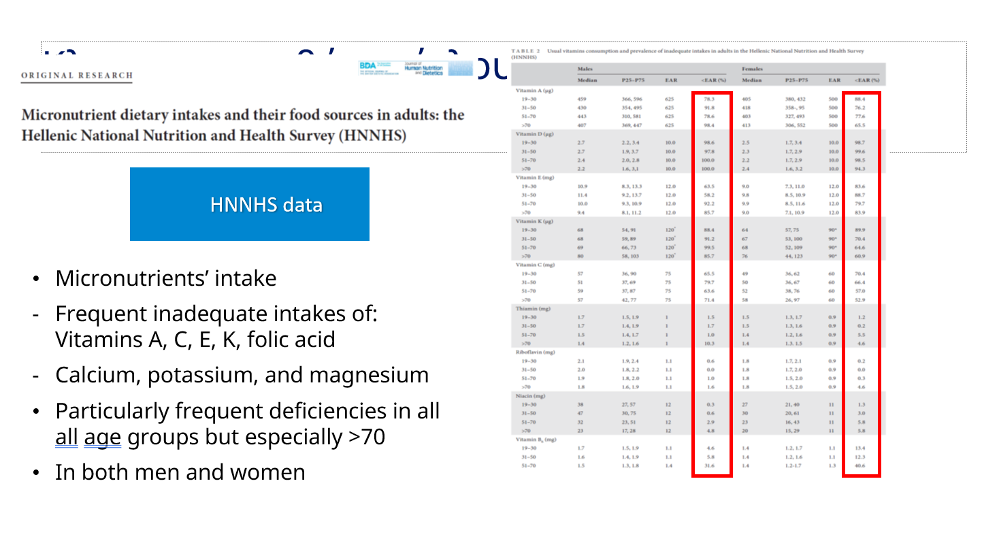 ORIGINAL RESEARCH
BDA
Journal of
Human Nutrition
and Dietetics
Micronutrient dietary intakes and their food sources in adults: the
Hellenic National Nutrition and Health Survey (HNNHS)
HNNHS data
• Micronutrients’ intake
- Frequent inadequate intakes of:
Vitamins A, C, E, K, folic acid
- Calcium, potassium, and magnesium
• Particularly frequent deficiencies in all
all age groups but especially >70
• In both men and women
TABLE 2 Usual vitamins consumption and prevalence of inadequate intakes in adults in the Hellenic National Nutrition and Health Survey
(HNNHS)
Males Females
Median P25–P75 EAR <EAR (%) Median P25–P75 EAR <EAR (%)
Vitamin A (µg)
19–30 459 366, 596 625 78.3 405 380, 432 500 88.4
31–50 430 354, 495 625 91.8 418 358–, 95 500 76.2
51–70 443 310, 581 625 78.6 403 327, 493 500 77.6
>70 407 369, 447 625 98.4 413 306, 552 500 65.5
Vitamin D (µg)
19–30 2.7 2.2, 3.4 10.0 98.6 2.5 1.7, 3.4 10.0 98.7
31–50 2.7 1.9, 3.7 10.0 97.8 2.3 1.7, 2.9 10.0 99.6
51–70 2.4 2.0, 2.8 10.0 100.0 2.2 1.7, 2.9 10.0 98.5
>70 2.2 1.6, 3,1 10.0 100.0 2.4 1.6, 3.2 10.0 94.3
Vitamin E (mg)
19–30 10.9 8.3, 13.3 12.0 63.5 9.0 7.3, 11.0 12.0 83.6
31–50 11.4 9.2, 13.7 12.0 58.2 9.8 8.5, 10.9 12.0 88.7
51–70 10.0 9.3, 10.9 12.0 92.2 9.9 8.5, 11.6 12.0 79.7
>70 9.4 8.1, 11.2 12.0 85.7 9.0 7.1, 10.9 12.0 83.9
Vitamin K (µg)
19–30 68 54, 91 120* 88.4 64 57, 75 90* 89.9
31–50 68 59, 89 120* 91.2 67 53, 100 90* 70.4
51–70 69 66, 73 120* 99.5 68 52, 109 90* 64.6
>70 80 58, 103 120* 85.7 76 44, 123 90* 60.9
Vitamin C (mg)
19–30 57 36, 90 75 65.5 49 36, 62 60 70.4
31–50 51 37, 69 75 79.7 50 36, 67 60 66.4
51–70 59 37, 87 75 63.6 52 38, 76 60 57.0
>70 57 42, 77 75 71.4 58 26, 97 60 52.9
Thiamin (mg)
19–30 1.7 1.5, 1.9 1 1.5 1.5 1.3, 1.7 0.9 1.2
31–50 1.7 1.4, 1.9 1 1.7 1.5 1.3, 1.6 0.9 0.2
51–70 1.5 1.4, 1.7 1 1.0 1.4 1.2, 1.6 0.9 5.5
>70 1.4 1.2, 1.6 1 10.3 1.4 1.3, 1.5 0.9 4.6
Riboflavin (mg)
19–30 2.1 1.9, 2.4 1.1 0.6 1.8 1.7, 2.1 0.9 0.2
31–50 2.0 1.8, 2.2 1.1 0.0 1.8 1.7, 2.0 0.9 0.0
51–70 1.9 1.8, 2.0 1.1 1.0 1.8 1.5, 2.0 0.9 0.3
>70 1.8 1.6, 1.9 1.1 1.6 1.8 1.5, 2.0 0.9 4.6
Niacin (mg)
19–30 38 27, 57 12 0.3 27 21, 40 11 1.3
31–50 47 30, 75 12 0.6 30 20, 61 11 3.0
51–70 32 23, 51 12 2.9 23 16, 43 11 5.8
>70 23 17, 28 12 4.8 20 15, 29 11 5.8
Vitamin B₆ (mg)
19–30 1.7 1.5, 1.9 1.1 4.6 1.4 1.2, 1.7 1.1 13.4
31–50 1.6 1.4, 1.9 1.1 5.8 1.4 1.2, 1.6 1.1 12.3
51–70 1.5 1.3, 1.8 1.4 31.6 1.4 1.2-1.7 1.3 40.6